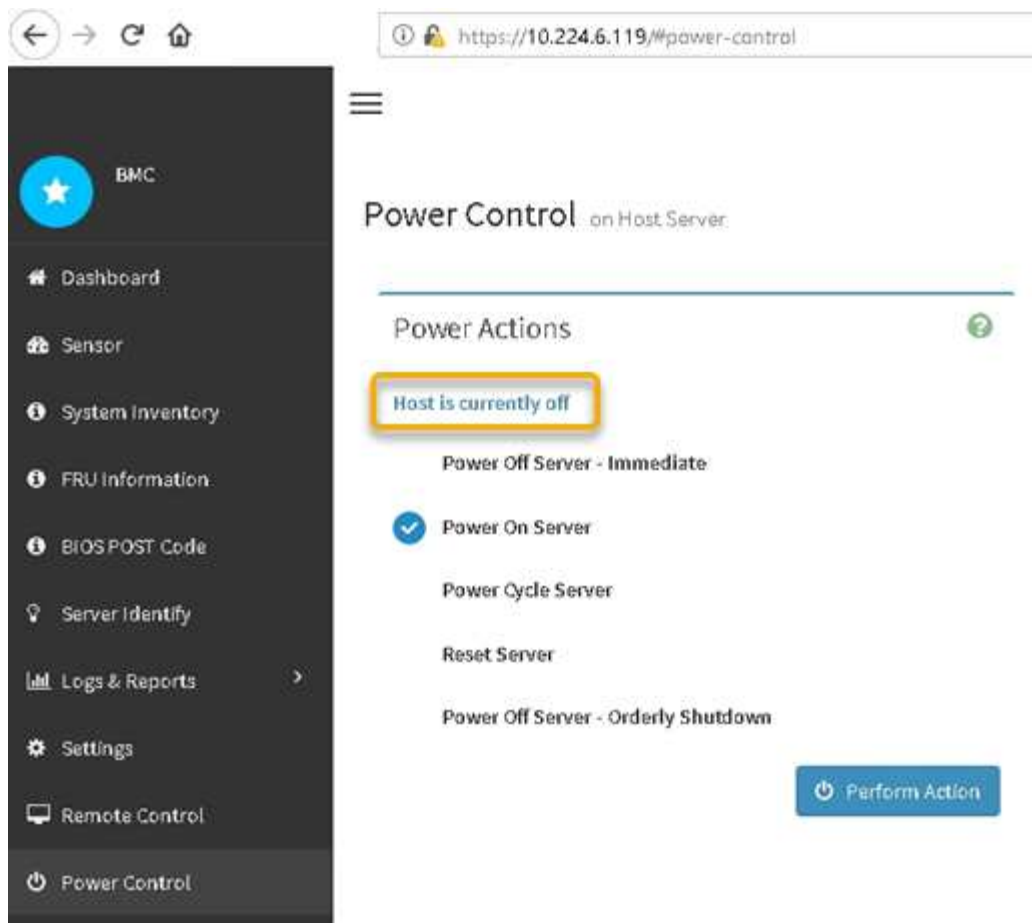 https://10.224.6.119/#power-control
BMC
Dashboard
Sensor
System Inventory
FRU Information
BIOS POST Code
Server Identify
Logs & Reports
Settings
Remote Control
Power Control
Power Control on Host Server
Power Actions
Host is currently off
Power Off Server - Immediate
Power On Server
Power Cycle Server
Reset Server
Power Off Server - Orderly Shutdown
Perform Action